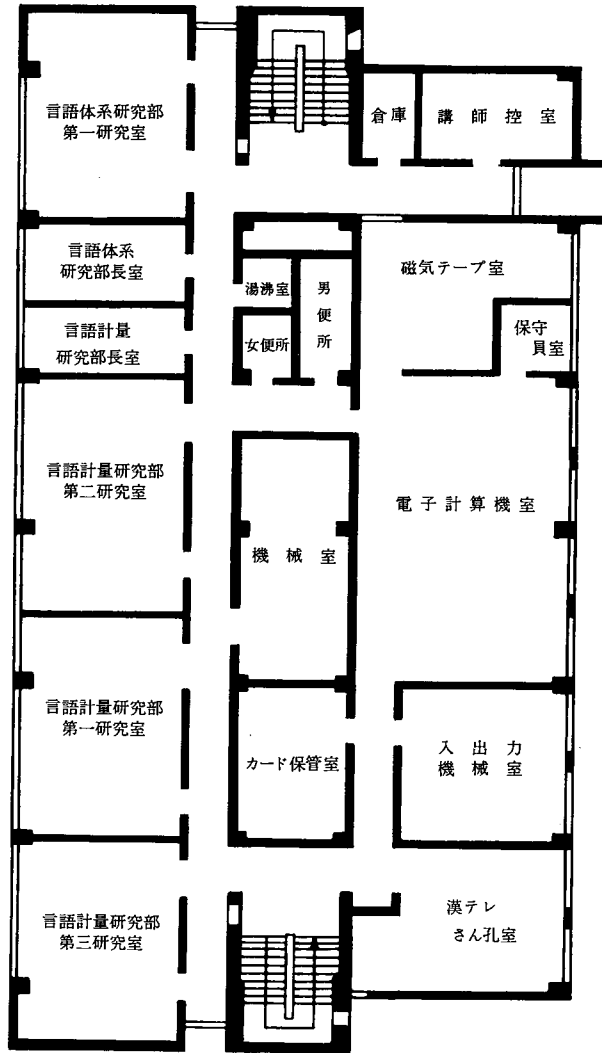 言語体系研究部
第一研究室
倉庫
講師控室
言語体系
研究部長室
磁気テープ室
湯沸室
男便所
女便所
言語計量
研究部長室
保守
員室
言語計量研究部
第二研究室
電子計算機室
機械室
言語計量研究部
第一研究室
カード保管室
入出力
機械室
言語計量研究部
第三研究室
漢テレ
さん孔室